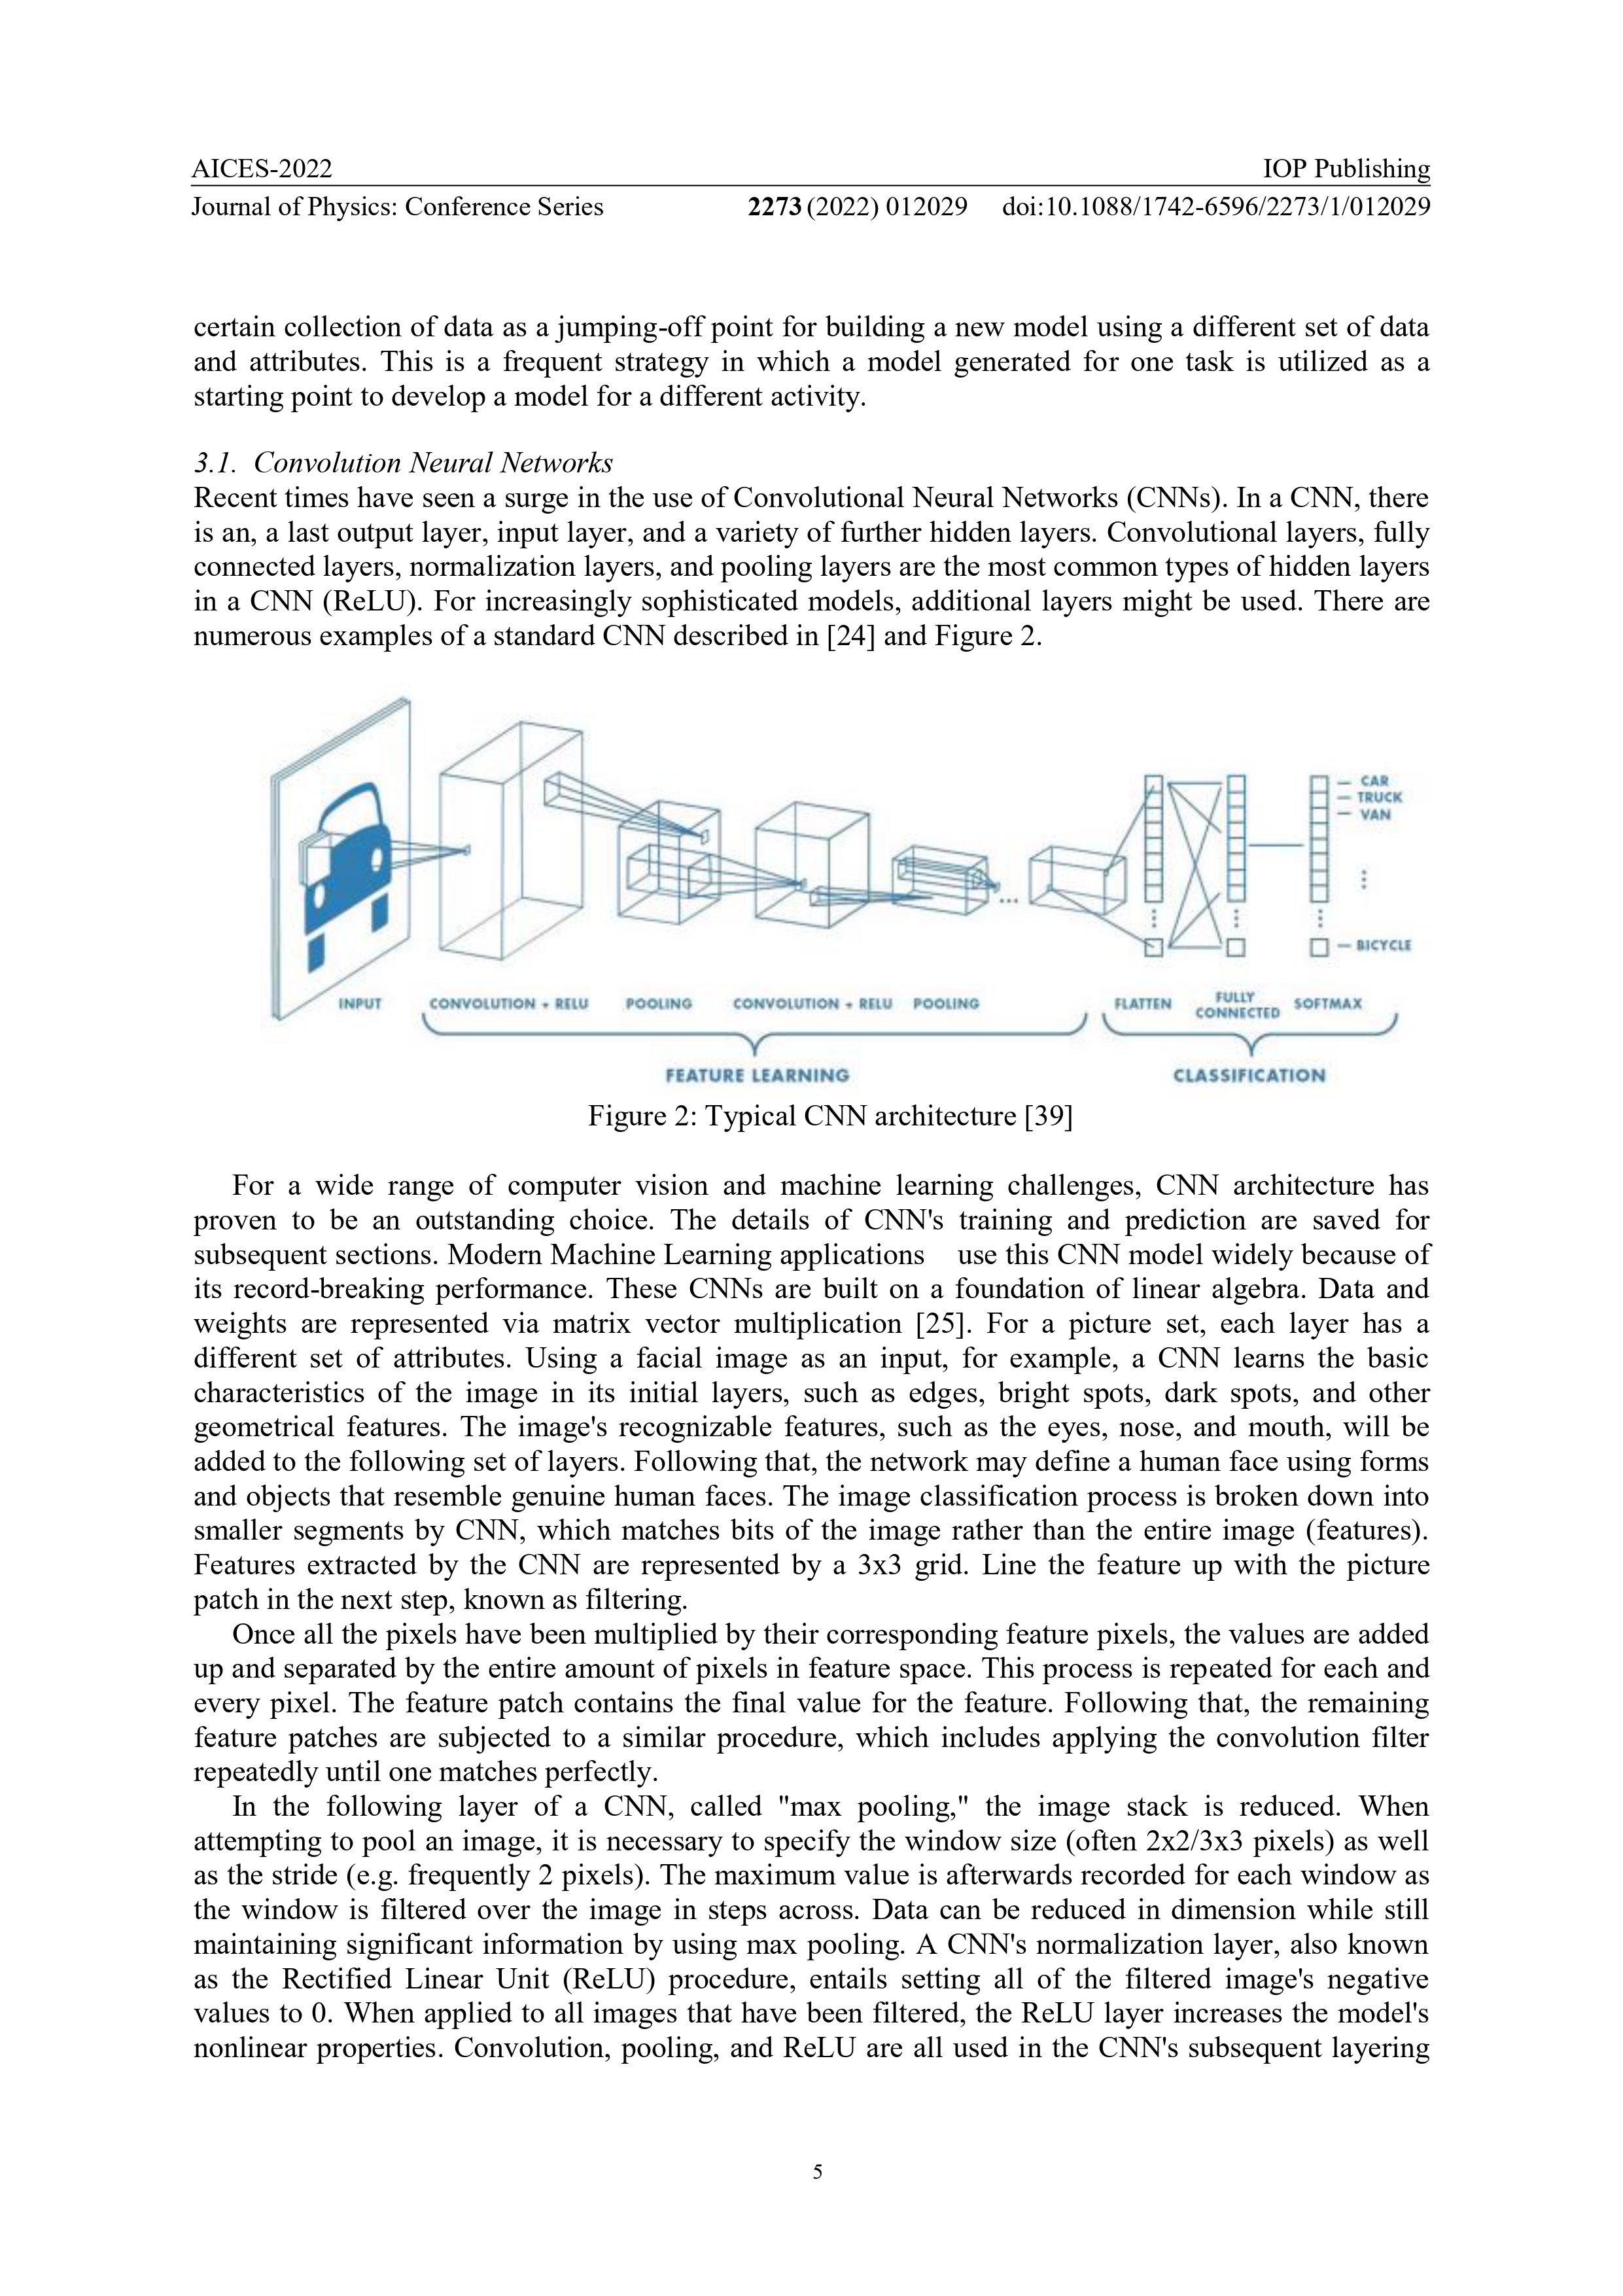 AICES-2022 IOP Publishing
Journal of Physics: Conference Series 2273 (2022) 012029 doi:10.1088/1742-6596/2273/1/012029
certain collection of data as a jumping-off point for building a new model using a different set of data
and attributes. This is a frequent strategy in which a model generated for one task is utilized as a
starting point to develop a model for a different activity.
3.1. Convolution Neural Networks
Recent times have seen a surge in the use of Convolutional Neural Networks (CNNs). In a CNN, there
is an, a last output layer, input layer, and a variety of further hidden layers. Convolutional layers, fully
connected layers, normalization layers, and pooling layers are the most common types of hidden layers
in a CNN (ReLU). For increasingly sophisticated models, additional layers might be used. There are
numerous examples of a standard CNN described in [24] and Figure 2.
CAR
TRUCK
VAN
BICYCLE
INPUT CONVOLUTION + RELU POOLING CONVOLUTION + RELU POOLING FLATTEN FULLY CONNECTED SOFTMAX
FEATURE LEARNING CLASSIFICATION
Figure 2: Typical CNN architecture [39]
For a wide range of computer vision and machine learning challenges, CNN architecture has
proven to be an outstanding choice. The details of CNN's training and prediction are saved for
subsequent sections. Modern Machine Learning applications use this CNN model widely because of
its record-breaking performance. These CNNs are built on a foundation of linear algebra. Data and
weights are represented via matrix vector multiplication [25]. For a picture set, each layer has a
different set of attributes. Using a facial image as an input, for example, a CNN learns the basic
characteristics of the image in its initial layers, such as edges, bright spots, dark spots, and other
geometrical features. The image's recognizable features, such as the eyes, nose, and mouth, will be
added to the following set of layers. Following that, the network may define a human face using forms
and objects that resemble genuine human faces. The image classification process is broken down into
smaller segments by CNN, which matches bits of the image rather than the entire image (features).
Features extracted by the CNN are represented by a 3x3 grid. Line the feature up with the picture
patch in the next step, known as filtering.
Once all the pixels have been multiplied by their corresponding feature pixels, the values are added
up and separated by the entire amount of pixels in feature space. This process is repeated for each and
every pixel. The feature patch contains the final value for the feature. Following that, the remaining
feature patches are subjected to a similar procedure, which includes applying the convolution filter
repeatedly until one matches perfectly.
In the following layer of a CNN, called "max pooling," the image stack is reduced. When
attempting to pool an image, it is necessary to specify the window size (often 2x2/3x3 pixels) as well
as the stride (e.g. frequently 2 pixels). The maximum value is afterwards recorded for each window as
the window is filtered over the image in steps across. Data can be reduced in dimension while still
maintaining significant information by using max pooling. A CNN's normalization layer, also known
as the Rectified Linear Unit (ReLU) procedure, entails setting all of the filtered image's negative
values to 0. When applied to all images that have been filtered, the ReLU layer increases the model's
nonlinear properties. Convolution, pooling, and ReLU are all used in the CNN's subsequent layering
5